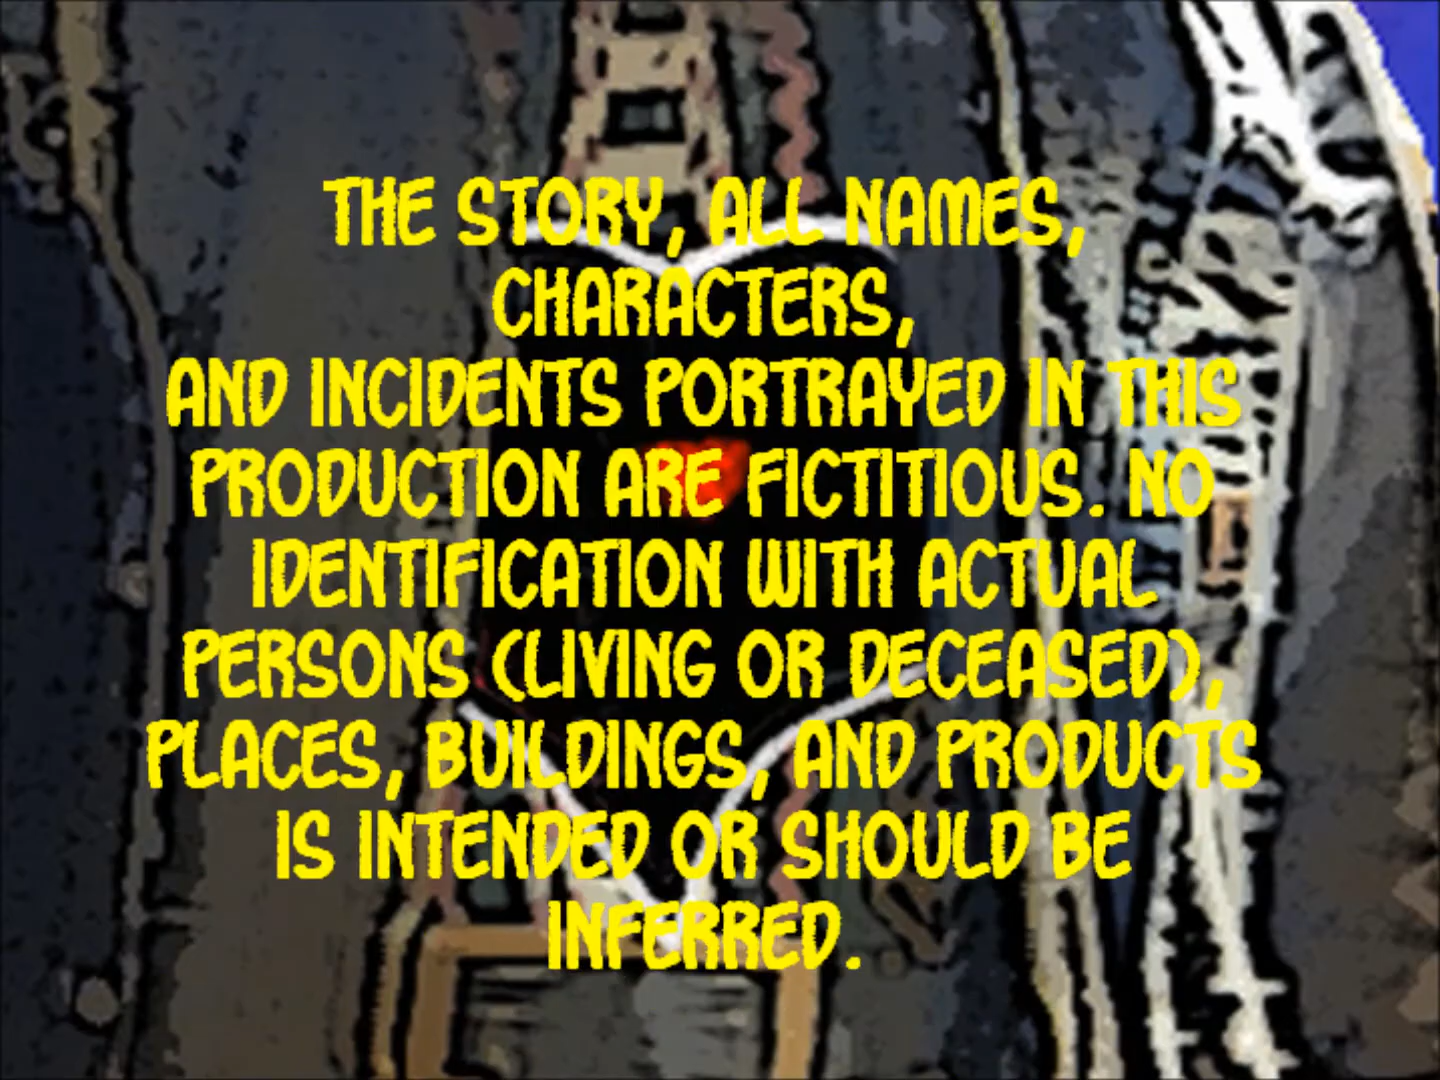 THE STORY, ALL NAMES,
CHARACTERS,
AND INCIDENTS PORTRAYED IN THIS
PRODUCTION ARE FICTITIOUS. NO
IDENTIFICATION WITH ACTUAL
PERSONS (LIVING OR DECEASED),
PLACES, BUILDINGS, AND PRODUCTS
IS INTENDED OR SHOULD BE
INFERRED.